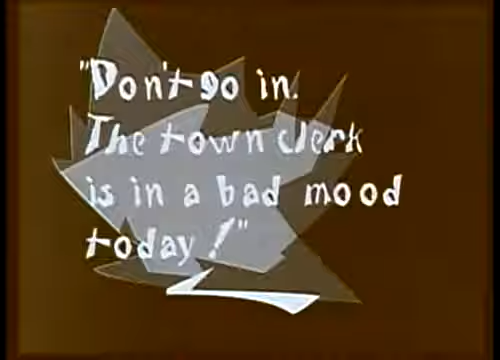 "Don't go in.
The town clerk
is in a bad mood
today!"